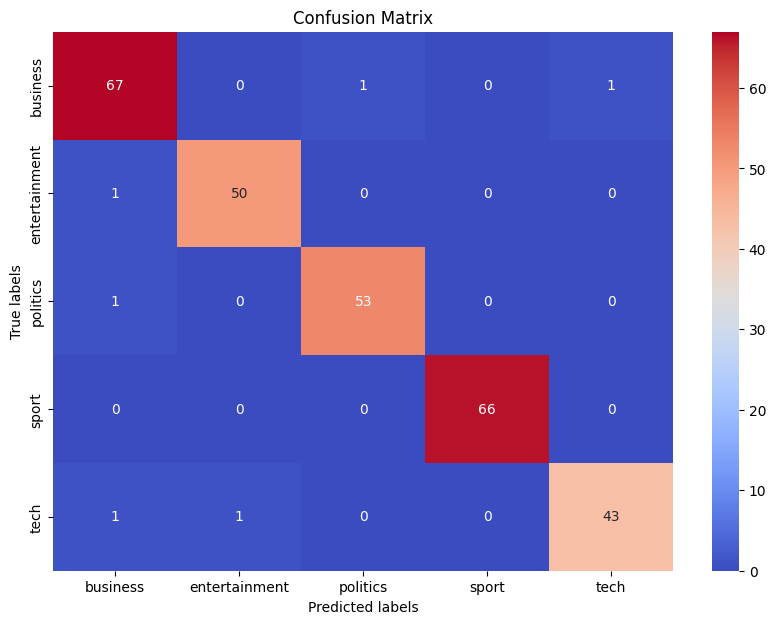 Confusion Matrix
business 67 0 1 0 1
entertainment 1 50 0 0 0
politics 1 0 53 0 0
sport 0 0 0 66 0
tech 1 1 0 0 43
True labels
business entertainment politics sport tech
Predicted labels
60
50
40
30
20
10
0